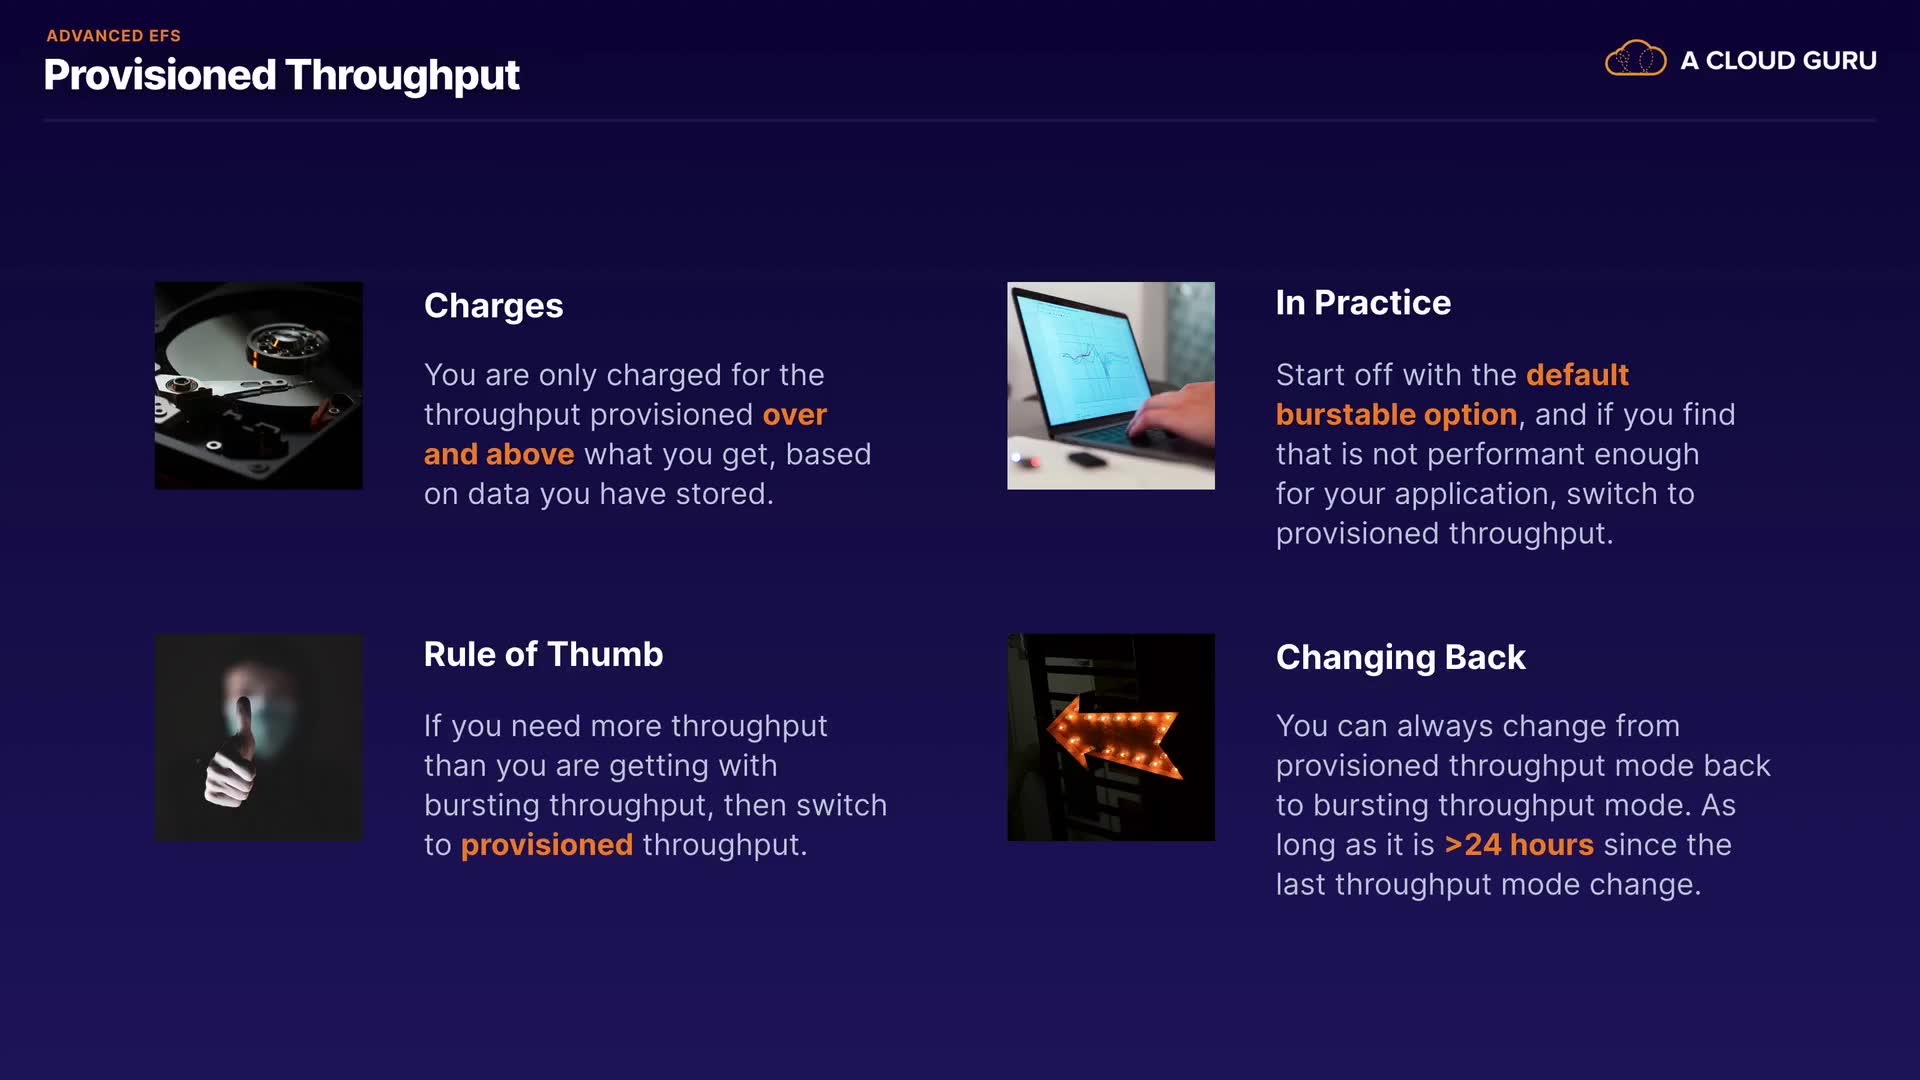 ADVANCED EFS
Provisioned Throughput
A CLOUD GURU
Charges
You are only charged for the
throughput provisioned over
and above what you get, based
on data you have stored.
In Practice
Start off with the default
burstable option, and if you find
that is not performant enough
for your application, switch to
provisioned throughput.
Rule of Thumb
If you need more throughput
than you are getting with
bursting throughput, then switch
to provisioned throughput.
Changing Back
You can always change from
provisioned throughput mode back
to bursting throughput mode. As
long as it is >24 hours since the
last throughput mode change.